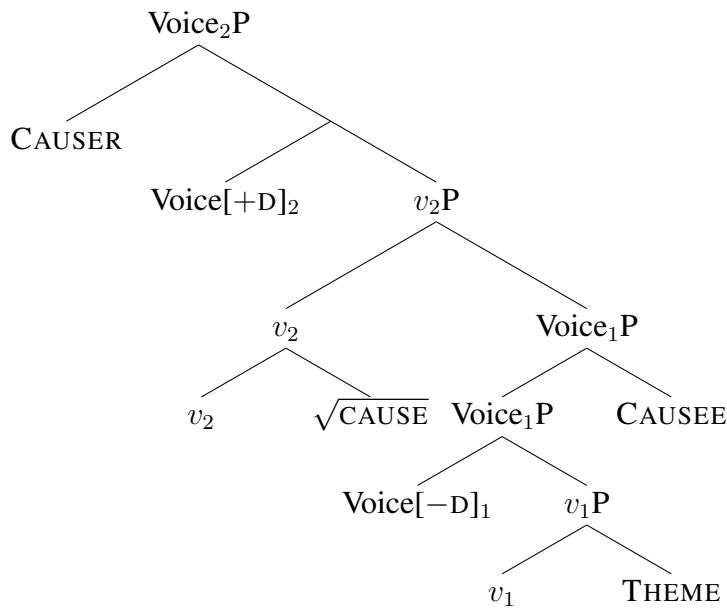 Voice₂P
CAUSER
Voice[+D]₂ v₂P
v₂ Voice₁P
v₂ √CAUSE Voice₁P CAUSEE
Voice[−D]₁ v₁P
v₁ THEME